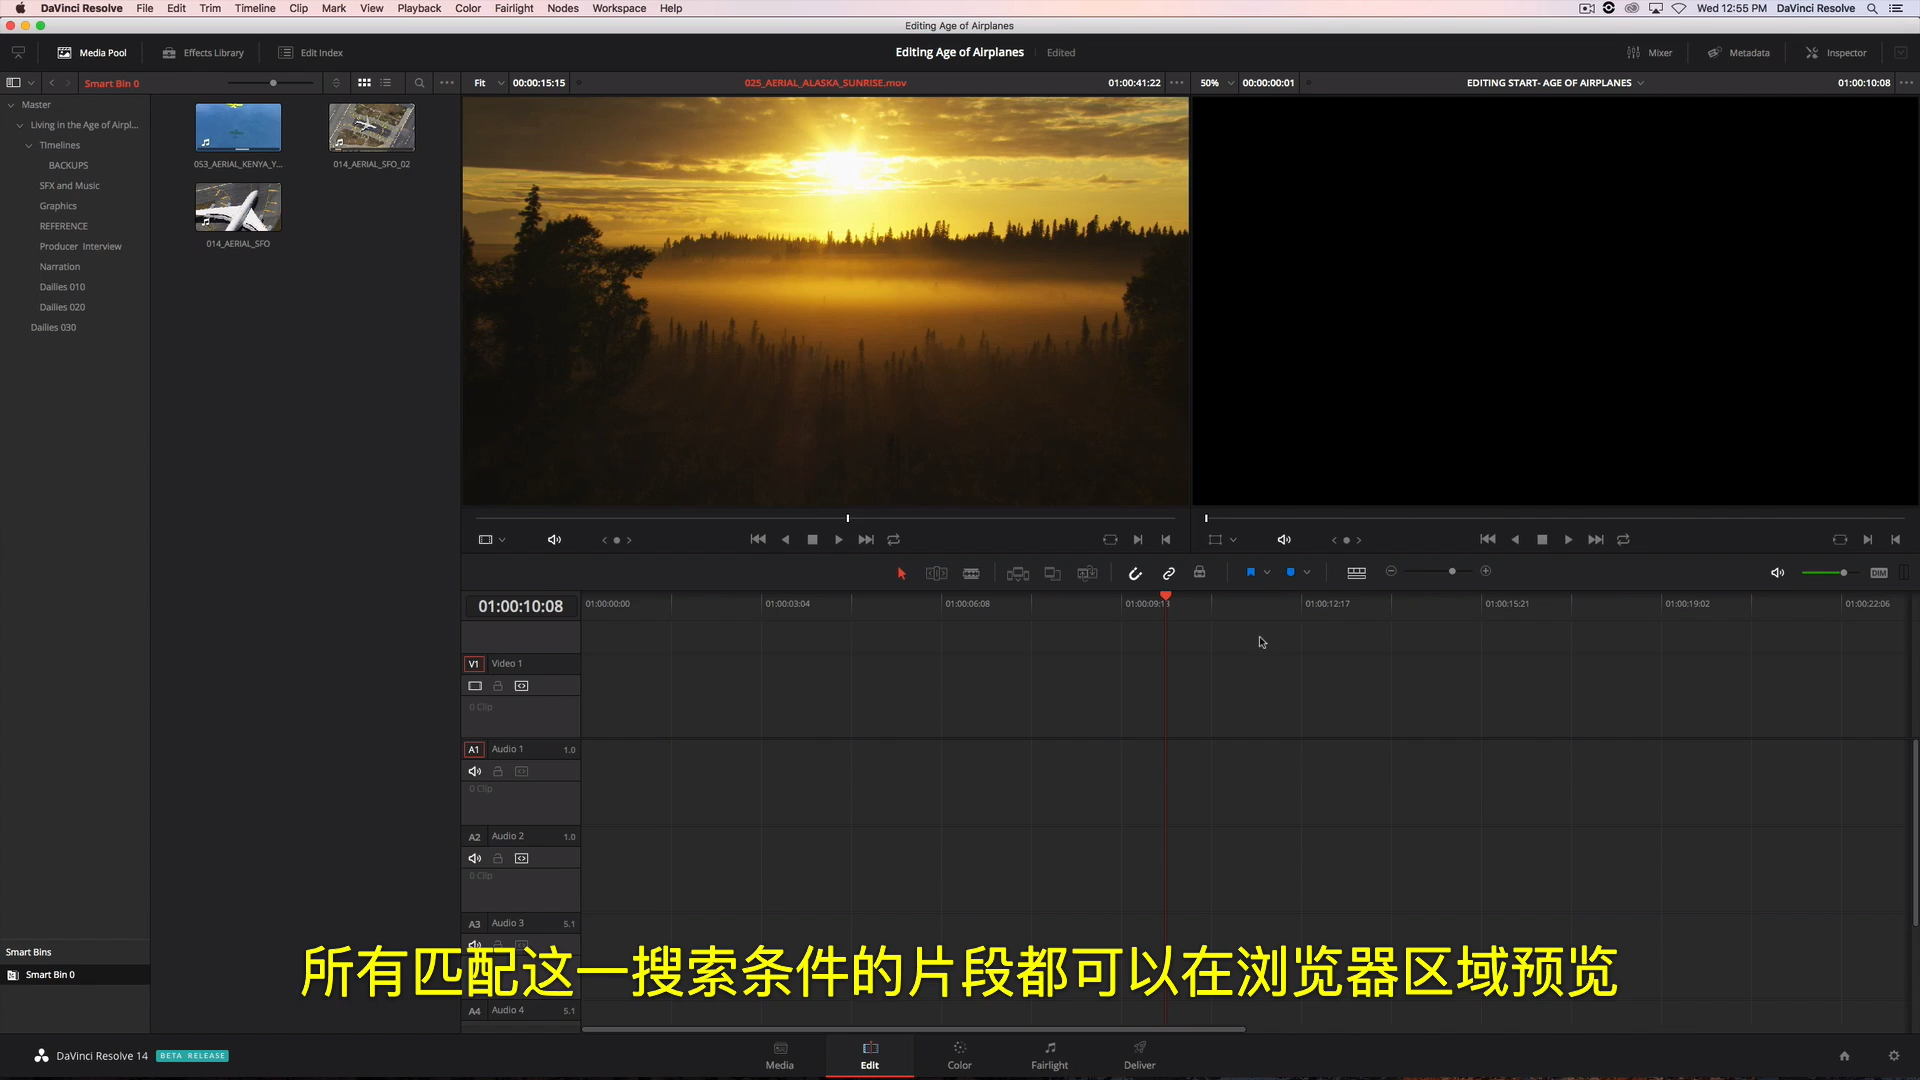 DaVinci Resolve File Edit Trim Timeline Clip Mark View Playback Color Fairlight Nodes Workspace Help Wed 12:55 PM DaVinci Resolve
Editing Age of Airplanes
Media Pool Effects Library Edit Index Editing Age of Airplanes Edited Mixer Metadata Inspector
Smart Bin 0 Fit 00:00:15:15 025_AERIAL_ALASKA_SUNRISE.mov 01:00:41:22 50% 00:00:00:01 EDITING START- AGE OF AIRPLANES 01:00:10:08
Master
Living in the Age of Airpl...
TImelines
BACKUPS
SFX and Music
Graphics
REFERENCE
Producer Interview
Narration
Dailies 010
Dailies 020
Dailies 030
053_AERIAL_KENYA_Y... 014_AERIAL_SFO_02
014_AERIAL_SFO
DIM
01:00:10:08 01:00:00:00 01:00:03:04 01:00:06:08 01:00:12:17 01:00:15:21 01:00:19:02 01:00:22:06
V1 Video 1
0 Clip
A1 Audio 1 1.0
0 Clip
A2 Audio 2 1.0
0 Clip
A3 Audio 3 5.1
A4 Audio 4 5.1
Smart Bins
Smart Bin 0
所有匹配这一搜索条件的片段都可以在浏览器区域预览
DaVinci Resolve 14 BETA RELEASE
Media Edit Color Fairlight Deliver